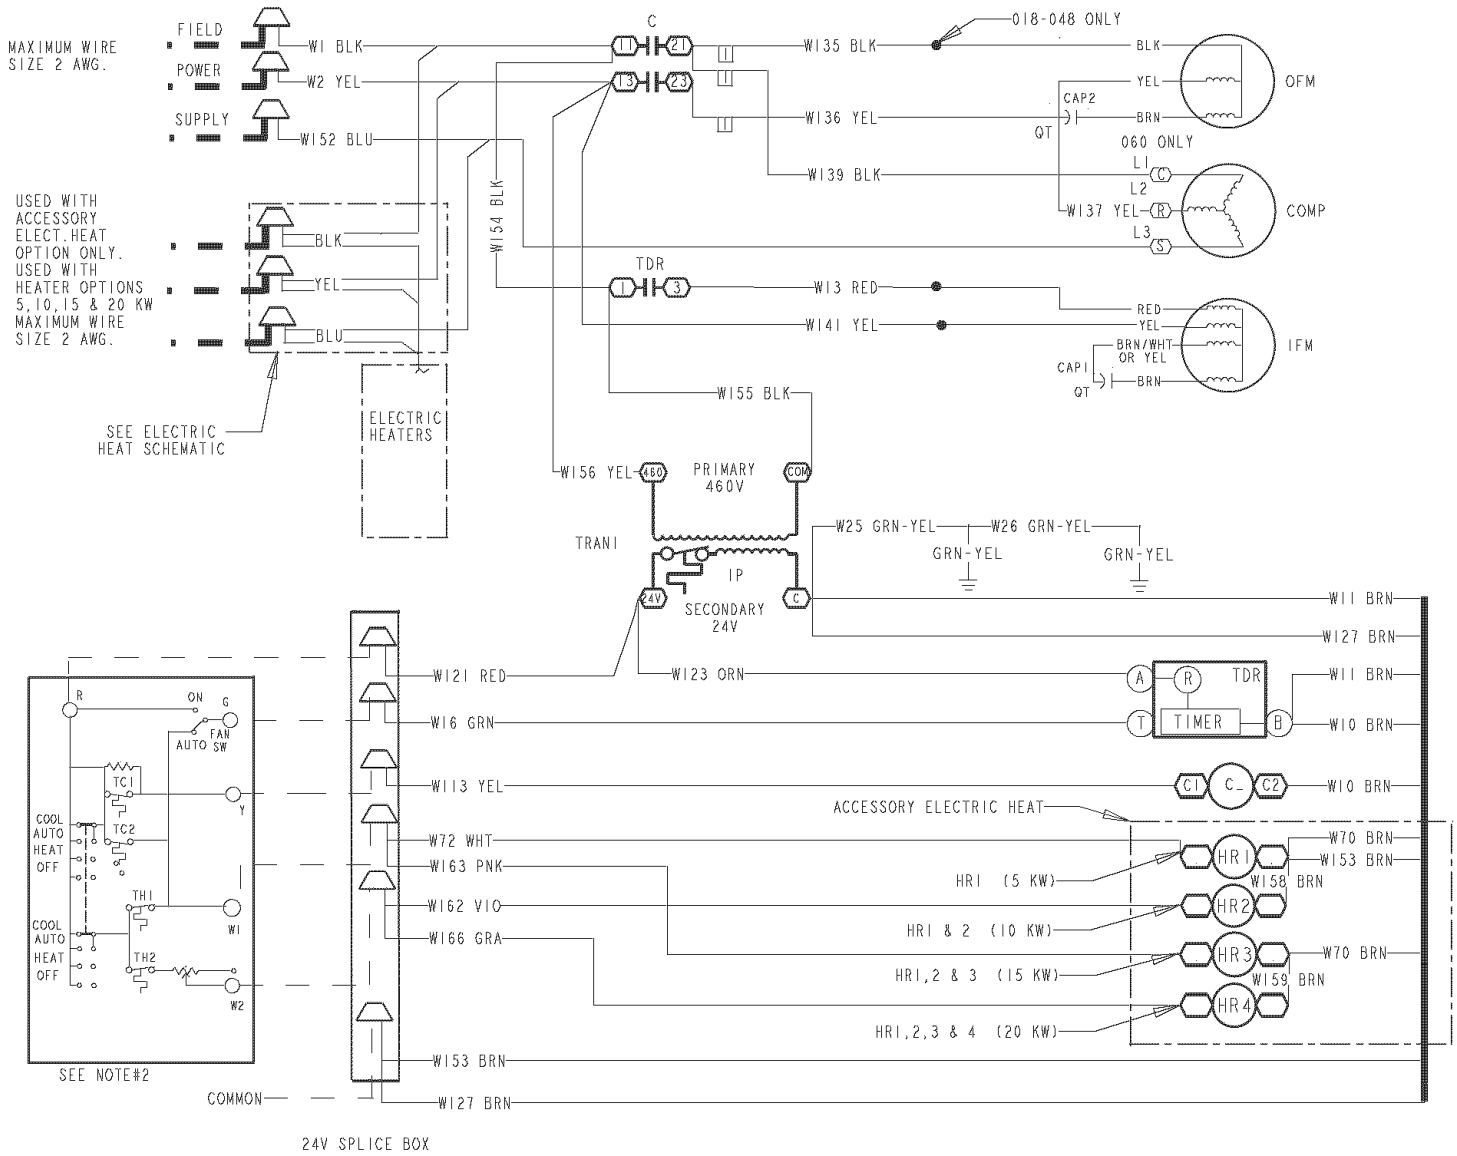 FIELD
MAXIMUM WIRE
SIZE 2 AWG.
POWER
SUPPLY
W1 BLK
W2 YEL
W152 BLU
C
11
21
13
23
W135 BLK
018-048 ONLY
BLK
YEL
OFM
CAP2
W136 YEL
BRN
QT
060 ONLY
W139 BLK
L1
C
L2
W137 YEL
R
COMP
L3
S
W154 BLK
USED WITH
ACCESSORY
ELECT.HEAT
OPTION ONLY.
USED WITH
HEATER OPTIONS
5,10,15 & 20 KW
MAXIMUM WIRE
SIZE 2 AWG.
BLK
YEL
BLU
TDR
1
3
W13 RED
W141 YEL
RED
YEL
BRN/WHT
OR YEL
IFM
CAP1
QT
BRN
W155 BLK
ELECTRIC
HEATERS
SEE ELECTRIC
HEAT SCHEMATIC
W156 YEL
460
PRIMARY
460V
COM
TRAN1
1P
24V
SECONDARY
24V
C
W25 GRN-YEL
W26 GRN-YEL
GRN-YEL
GRN-YEL
W11 BRN
W127 BRN
W121 RED
W123 ORN
A
R
TDR
W11 BRN
W16 GRN
T
TIMER
B
W10 BRN
W113 YEL
C1
C_
C2
W10 BRN
ACCESSORY ELECTRIC HEAT
W72 WHT
W163 PNK
W70 BRN
HR1
W153 BRN
HR1 (5 KW)
W158 BRN
W162 VIO
HR2
HR1 & 2 (10 KW)
W166 GRA
HR3
W70 BRN
HR1,2 & 3 (15 KW)
W159 BRN
HR4
HR1,2,3 & 4 (20 KW)
W153 BRN
W127 BRN
R
ON
G
AUTO
FAN
SW
TC1
Y
COOL
AUTO
HEAT
OFF
TC2
TH1
W1
COOL
AUTO
HEAT
OFF
TH2
W2
SEE NOTE#2
COMMON
24V SPLICE BOX